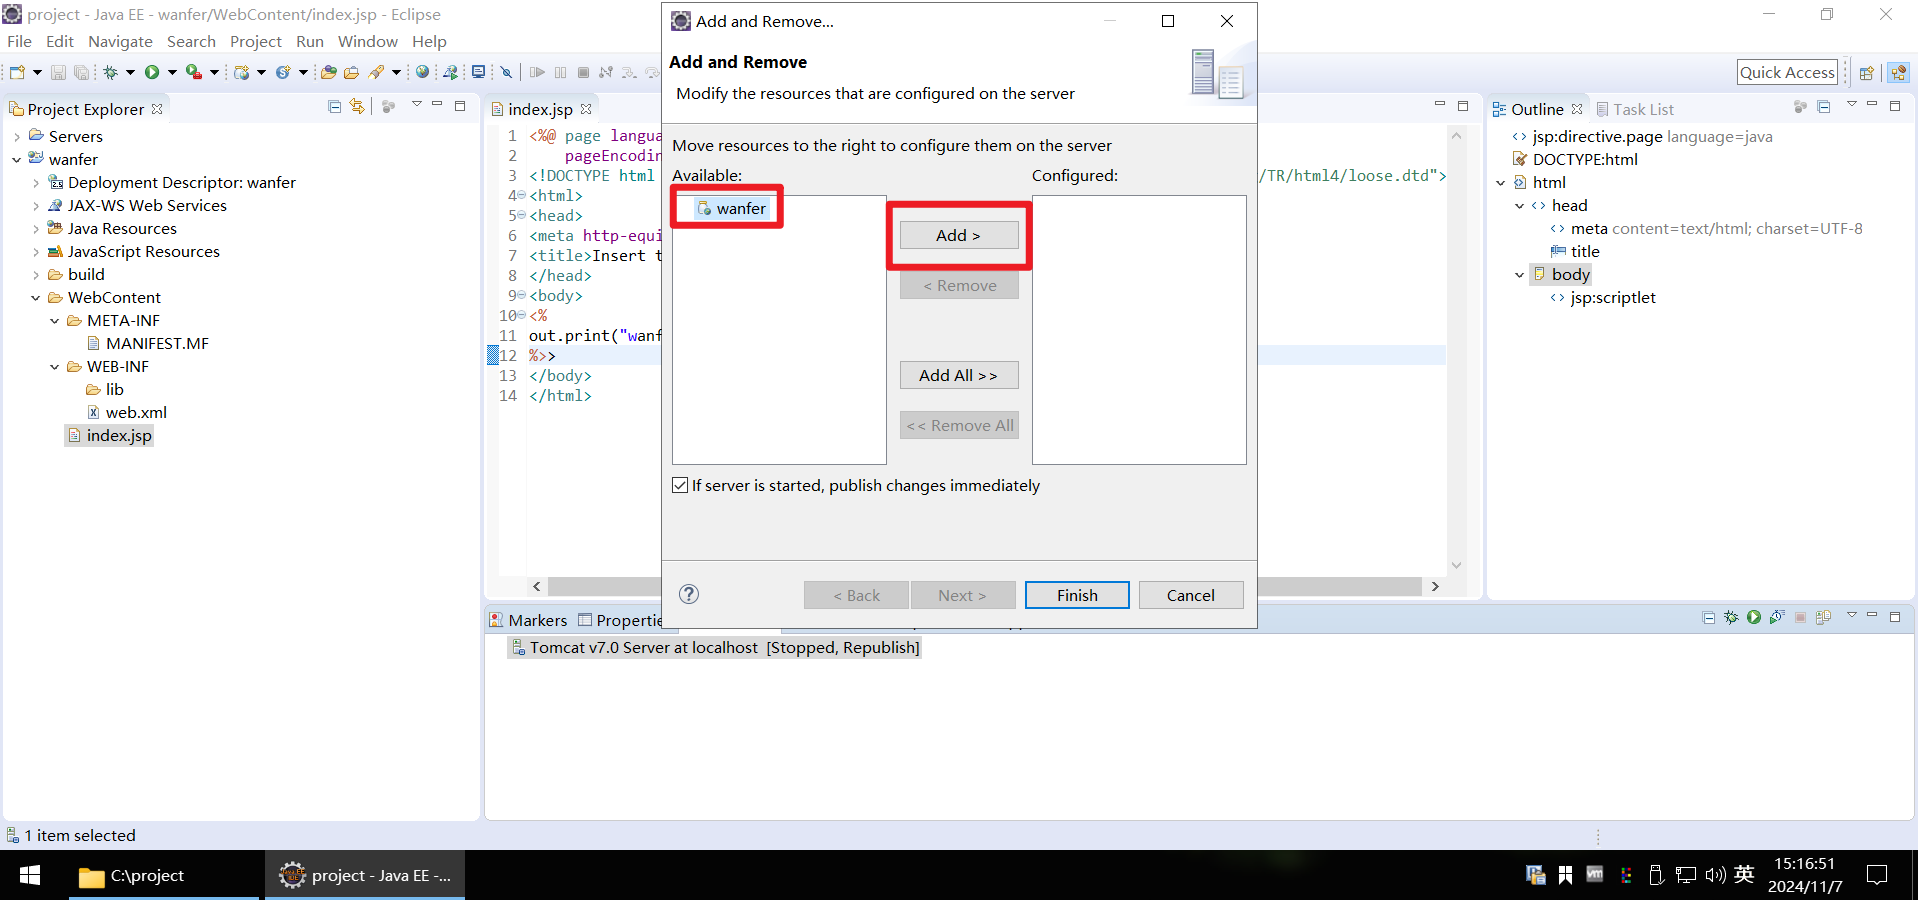 project - Java EE - wanfer/WebContent/index.jsp - Eclipse
File Edit Navigate Search Project Run Window Help
Quick Access
Project Explorer
Servers
wanfer
Deployment Descriptor: wanfer
JAX-WS Web Services
Java Resources
JavaScript Resources
build
WebContent
META-INF
MANIFEST.MF
WEB-INF
lib
web.xml
index.jsp
index.jsp
1 <%@ page langua
2 pageEncodin
3 <!DOCTYPE html /TR/html4/loose.dtd">
4 <html>
5 <head>
6 <meta http-equi
7 <title>Insert t
8 </head>
9 <body>
10 <%
11 out.print("wanf
12 %>>
13 </body>
14 </html>
Add and Remove...
Add and Remove
Modify the resources that are configured on the server
Move resources to the right to configure them on the server
Available: Configured:
wanfer
Add >
< Remove
Add All >>
<< Remove All
If server is started, publish changes immediately
< Back Next > Finish Cancel
Outline Task List
jsp:directive.page language=java
DOCTYPE:html
html
head
meta content=text/html; charset=UTF-8
title
body
jsp:scriptlet
Markers Propertie
Tomcat v7.0 Server at localhost [Stopped, Republish]
1 item selected
C:\project
project - Java EE -...
英
15:16:51
2024/11/7